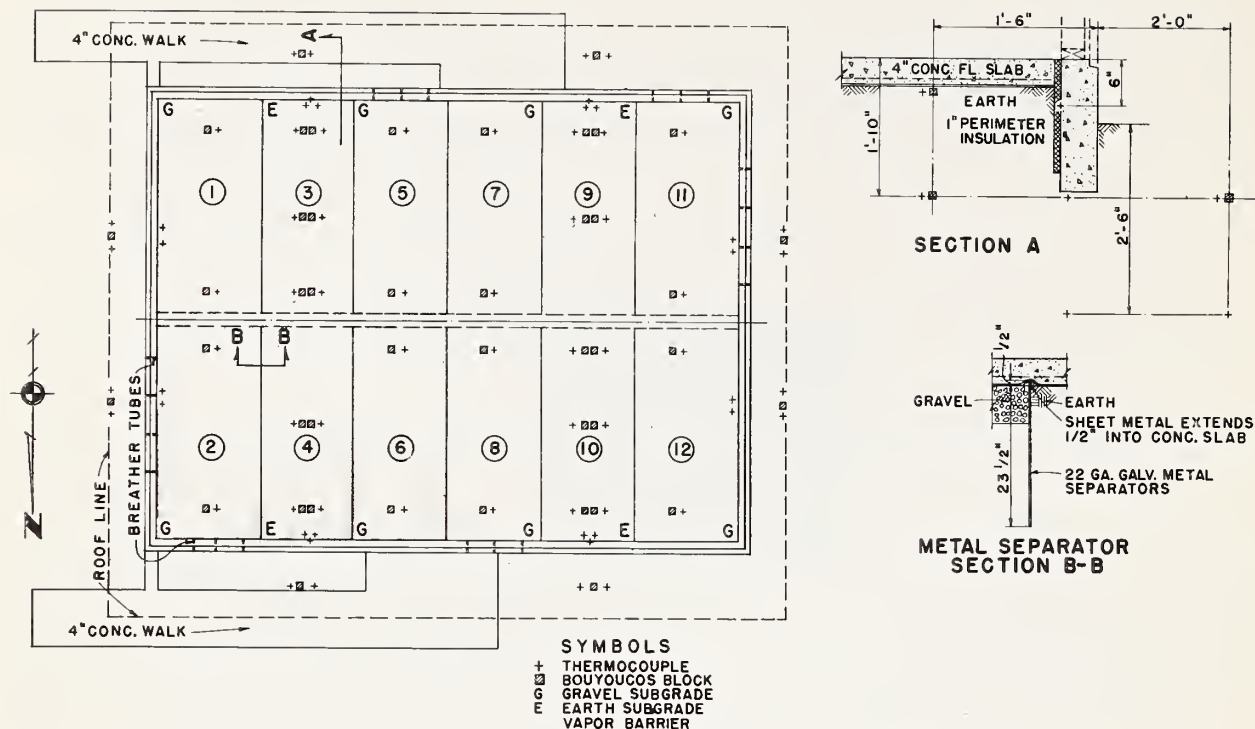 4" CONC. WALK
A
G
E
G
G
E
G
1
3
5
7
9
11
B
B
2
4
6
8
10
12
G
E
G
G
E
G
N
ROOF LINE
BREATHER TUBES
4" CONC. WALK
SYMBOLS
THERMOCOUPLE
BOUYOUCOS BLOCK
G GRAVEL SUBGRADE
E EARTH SUBGRADE
VAPOR BARRIER
1'-6"
2'-0"
4" CONC. FL. SLAB
6"
EARTH
1" PERIMETER
INSULATION
1'-10"
2'-6"
SECTION A
1/2"
GRAVEL
EARTH
SHEET METAL EXTENDS
1/2" INTO CONC. SLAB
23 1/2"
22 GA. GALV. METAL
SEPARATORS
METAL SEPARATOR
SECTION B-B